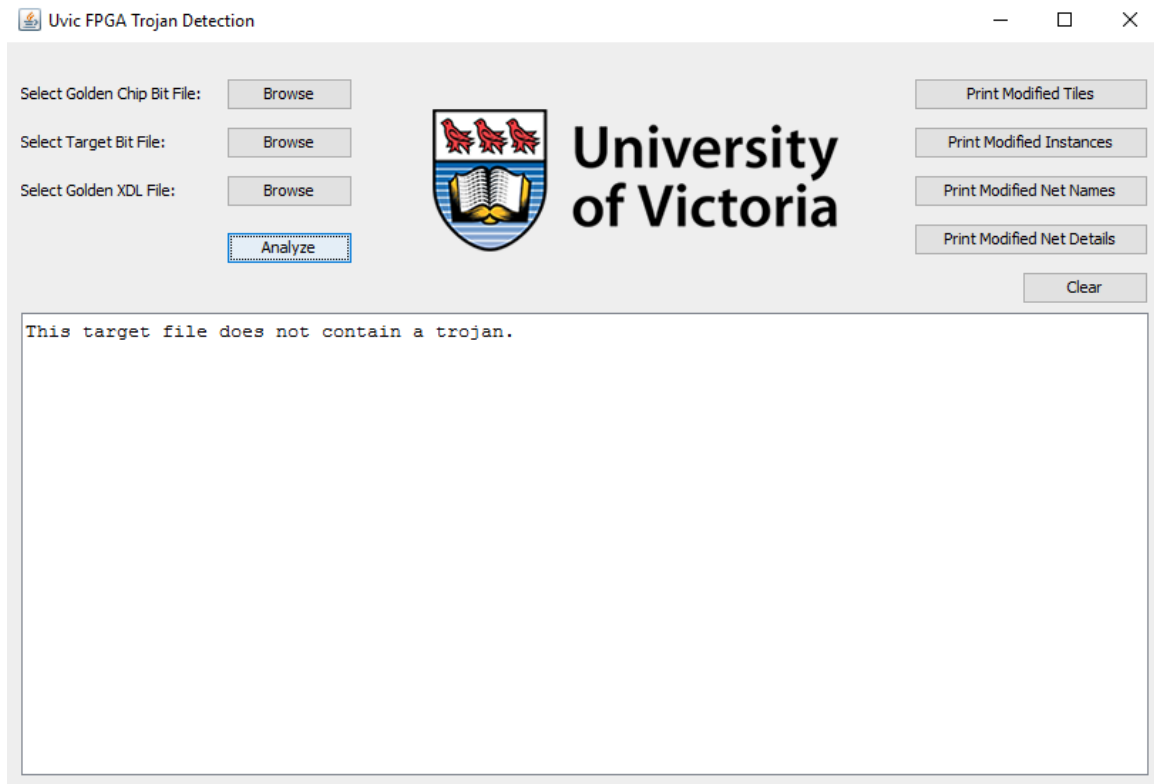 Uvic FPGA Trojan Detection
Select Golden Chip Bit File:
Browse
Select Target Bit File:
Browse
Select Golden XDL File:
Browse
Analyze
University
of Victoria
Print Modified Tiles
Print Modified Instances
Print Modified Net Names
Print Modified Net Details
Clear
This target file does not contain a trojan.